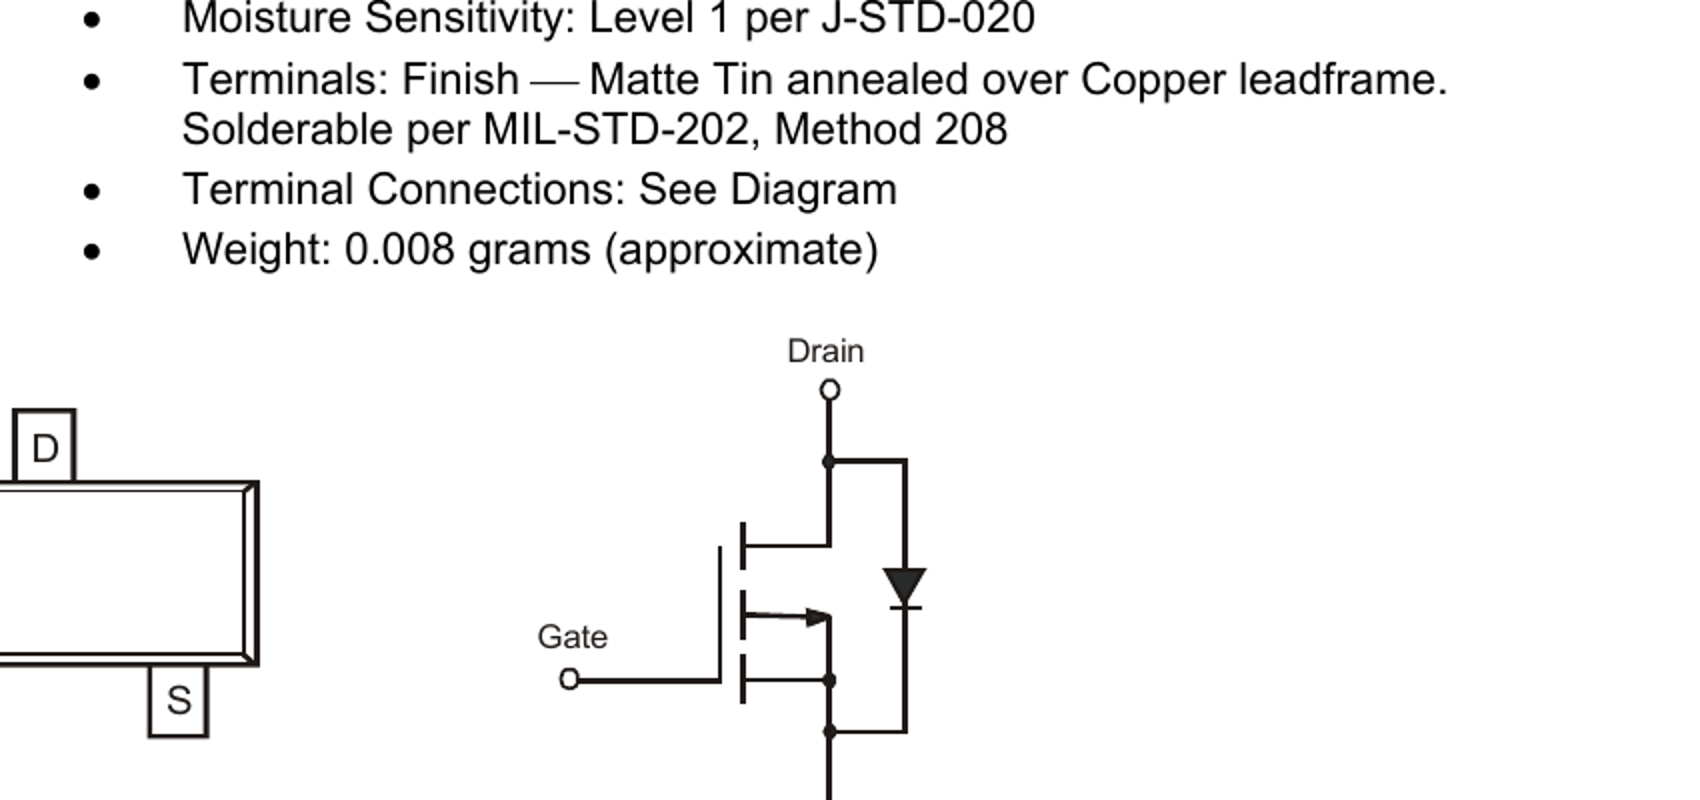 • Moisture Sensitivity: Level 1 per J-STD-020
• Terminals: Finish — Matte Tin annealed over Copper leadframe.
Solderable per MIL-STD-202, Method 208
• Terminal Connections: See Diagram
• Weight: 0.008 grams (approximate)
Drain
D
Gate
S